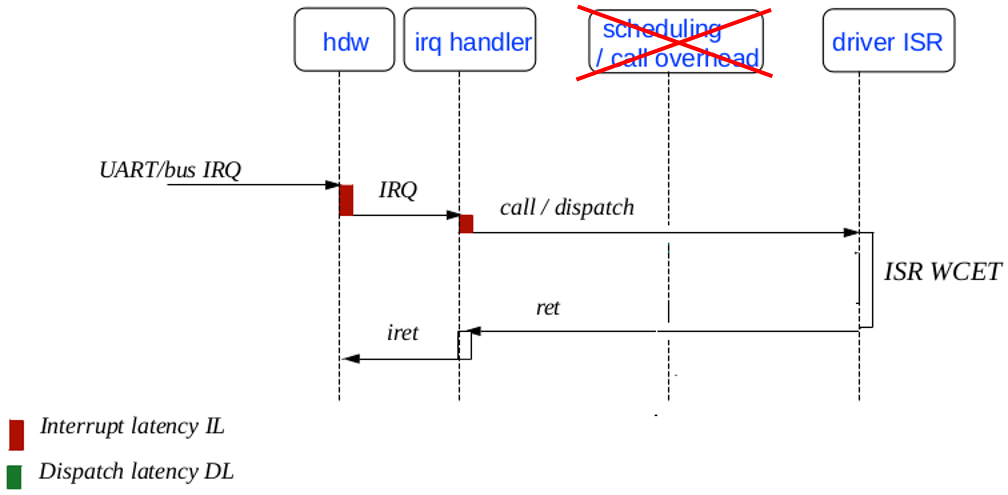 hdw
irq handler
scheduling
/ call overhead
driver ISR
UART/bus IRQ
IRQ
call / dispatch
ISR WCET
ret
iret
Interrupt latency IL
Dispatch latency DL